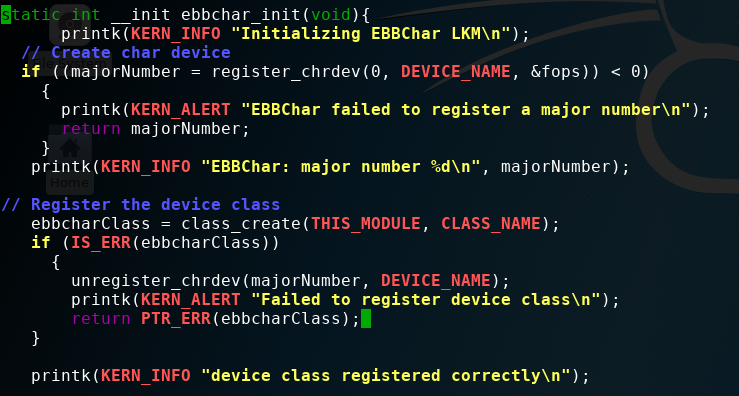 static int __init ebbchar_init(void){
printk(KERN_INFO "Initializing EBBChar LKM\n");
// Create char device
if ((majorNumber = register_chrdev(0, DEVICE_NAME, &fops)) < 0)
{
printk(KERN_ALERT "EBBChar failed to register a major number\n");
return majorNumber;
}
printk(KERN_INFO "EBBChar: major number %d\n", majorNumber);
Home
// Register the device class
ebbcharClass = class_create(THIS_MODULE, CLASS_NAME);
if (IS_ERR(ebbcharClass))
{
unregister_chrdev(majorNumber, DEVICE_NAME);
printk(KERN_ALERT "Failed to register device class\n");
return PTR_ERR(ebbcharClass);
}
printk(KERN_INFO "device class registered correctly\n");